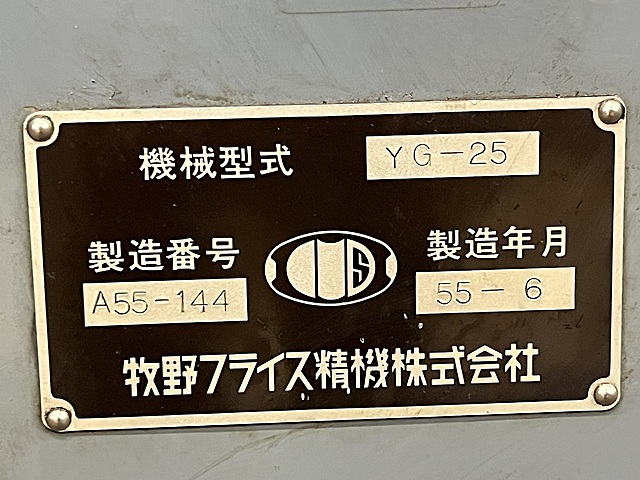 機械型式 YG-25
製造番号 製造年月
A55-144 55-6
牧野フライス精機株式会社